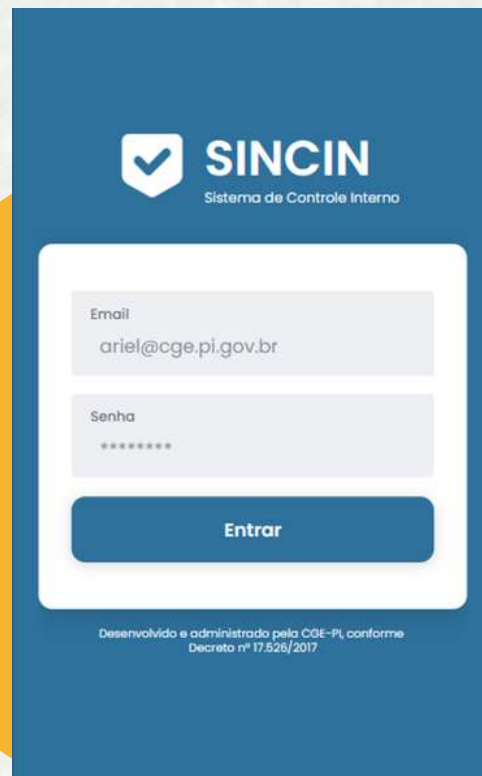 SINCIN
Sistema de Controle Interno
Email
ariel@cge.pi.gov.br
Senha
********
Entrar
Desenvolvido e administrado pela CGE-PI, conforme
Decreto nº 17.526/2017